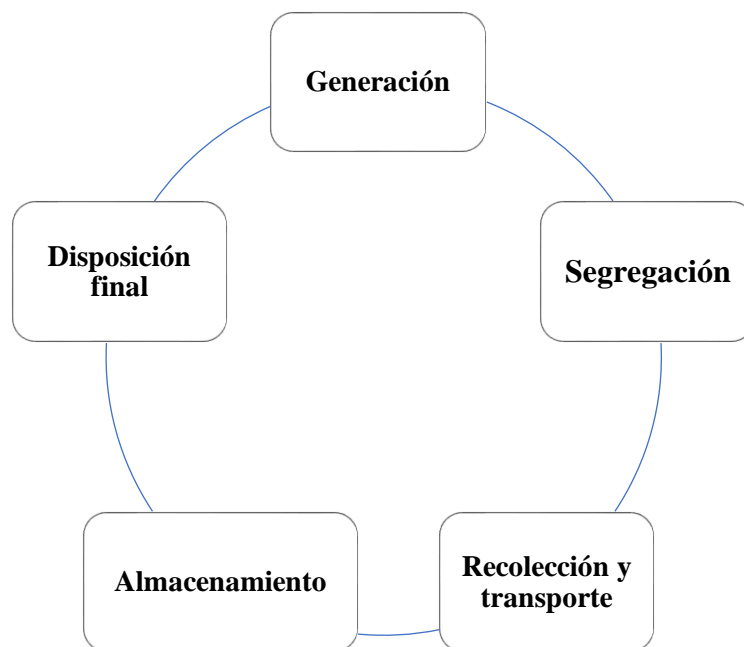 Generación
Segregación
Recolección y
transporte
Almacenamiento
Disposición
final